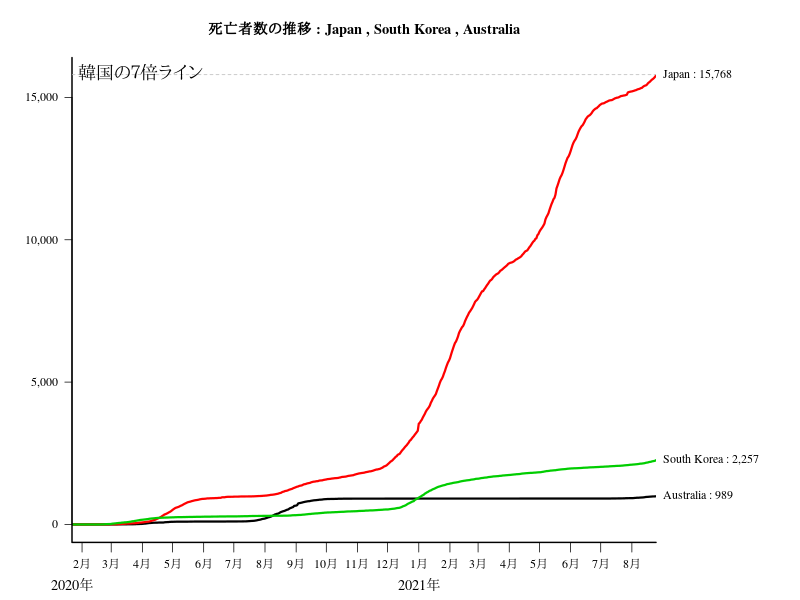 死亡者数の推移 : Japan , South Korea , Australia
韓国の7倍ライン
Japan : 15,768
15,000
10,000
5,000
South Korea : 2,257
Australia : 989
0
2月 3月 4月 5月 6月 7月 8月 9月 10月 11月 12月 1月 2月 3月 4月 5月 6月 7月 8月
2020年 2021年